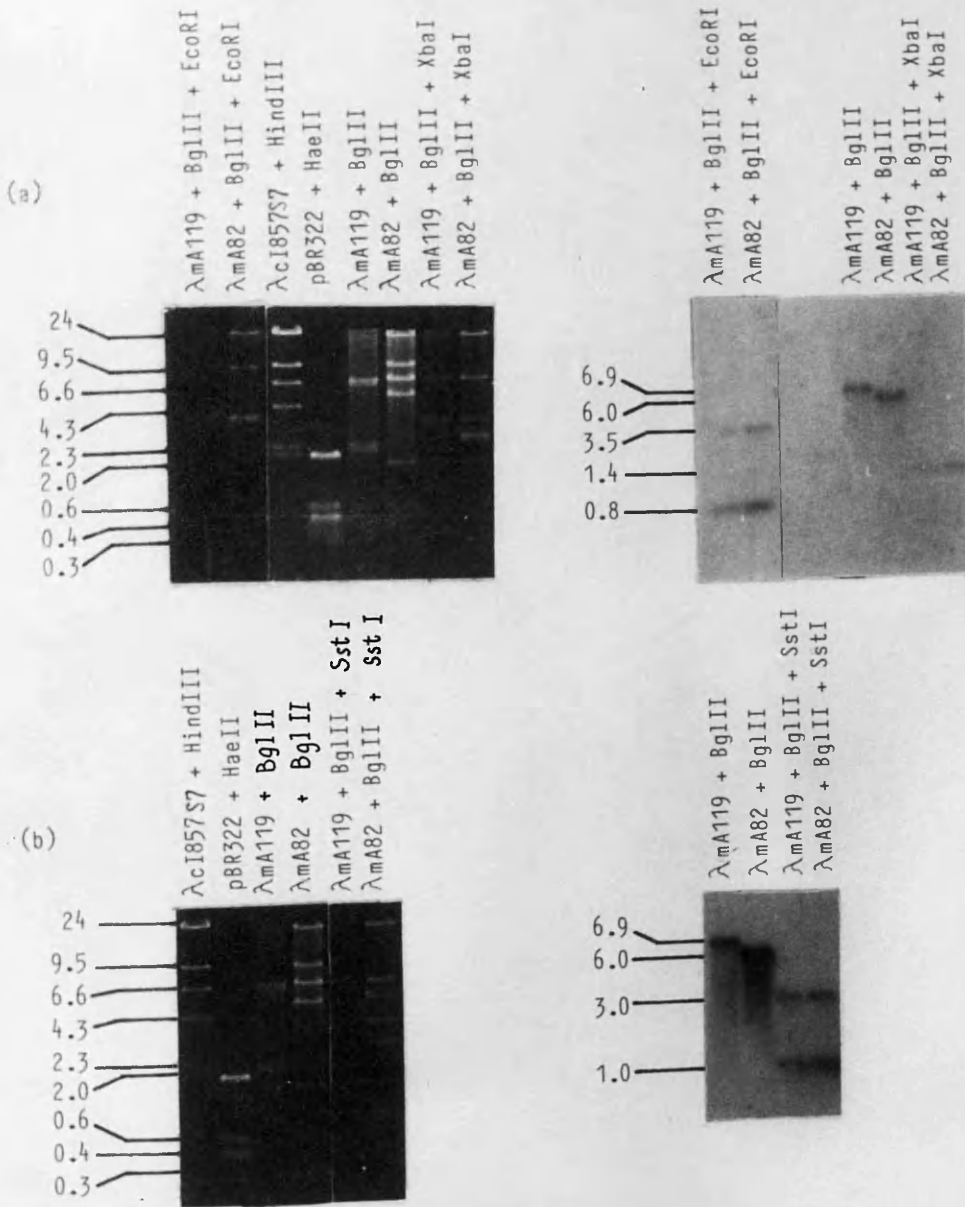 (a)
λmA119 + BglII + EcoRI
λmA82 + BglII + EcoRI
λcI857S7 + HindIII
pBR322 + HaeII
λmA119 + BglII
λmA82 + BglII
λmA119 + BglII + XbaI
λmA82 + BglII + XbaI
24
9.5
6.6
4.3
2.3
2.0
0.6
0.4
0.3
λmA119 + BglII + EcoRI
λmA82 + BglII + EcoRI
λmA119 + BglII
λmA82 + BglII
λmA119 + BglII + XbaI
λmA82 + BglII + XbaI
6.9
6.0
3.5
1.4
0.8
(b)
λcI857S7 + HindIII
pBR322 + HaeII
λmA119 + BglII
λmA82 + BglII
λmA119 + BglII + SstI
λmA82 + BglII + SstI
24
9.5
6.6
4.3
2.3
2.0
0.6
0.4
0.3
λmA119 + BglII
λmA82 + BglII
λmA119 + BglII + SstI
λmA82 + BglII + SstI
6.9
6.0
3.0
1.0